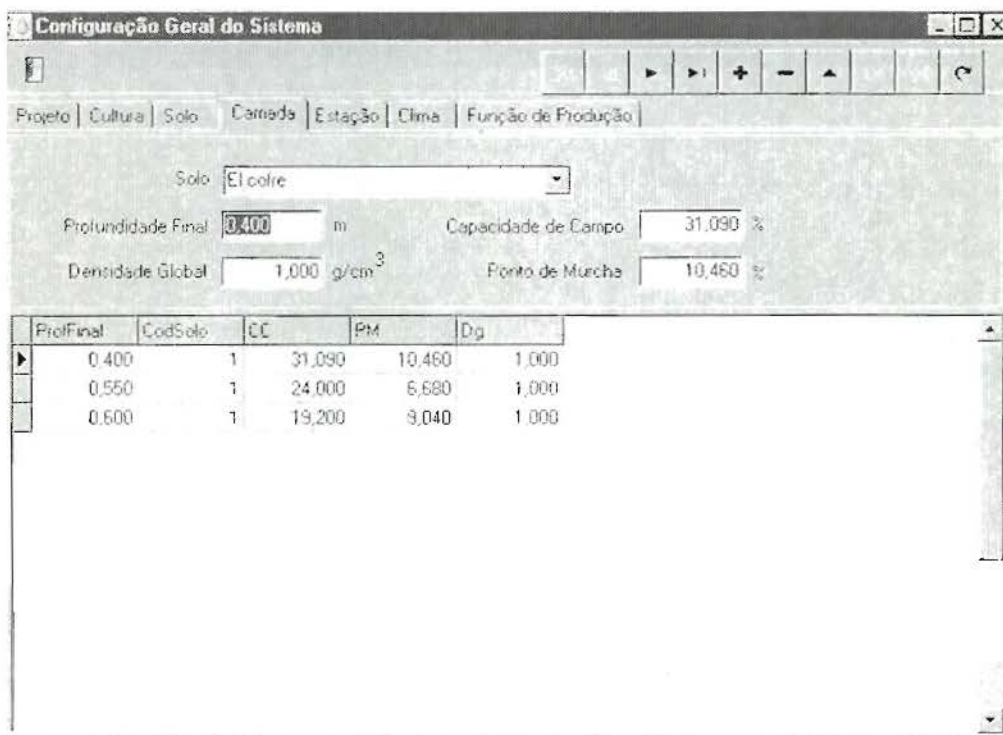 Configuração Geral do Sistema
Projeto Cultura Solo Camada Estação Clima Função de Produção
Solo El cofre
Profundidade Final 0,400 m Capacidade de Campo 31,090 %
Densidade Global 1,000 g/cm3 Ponto de Murcha 10,460 %
ProfFinal CodSolo CC PM Dg
0,400 1 31,090 10,460 1,000
0,550 1 24,000 6,680 1,000
0,600 1 19,200 9,040 1,000